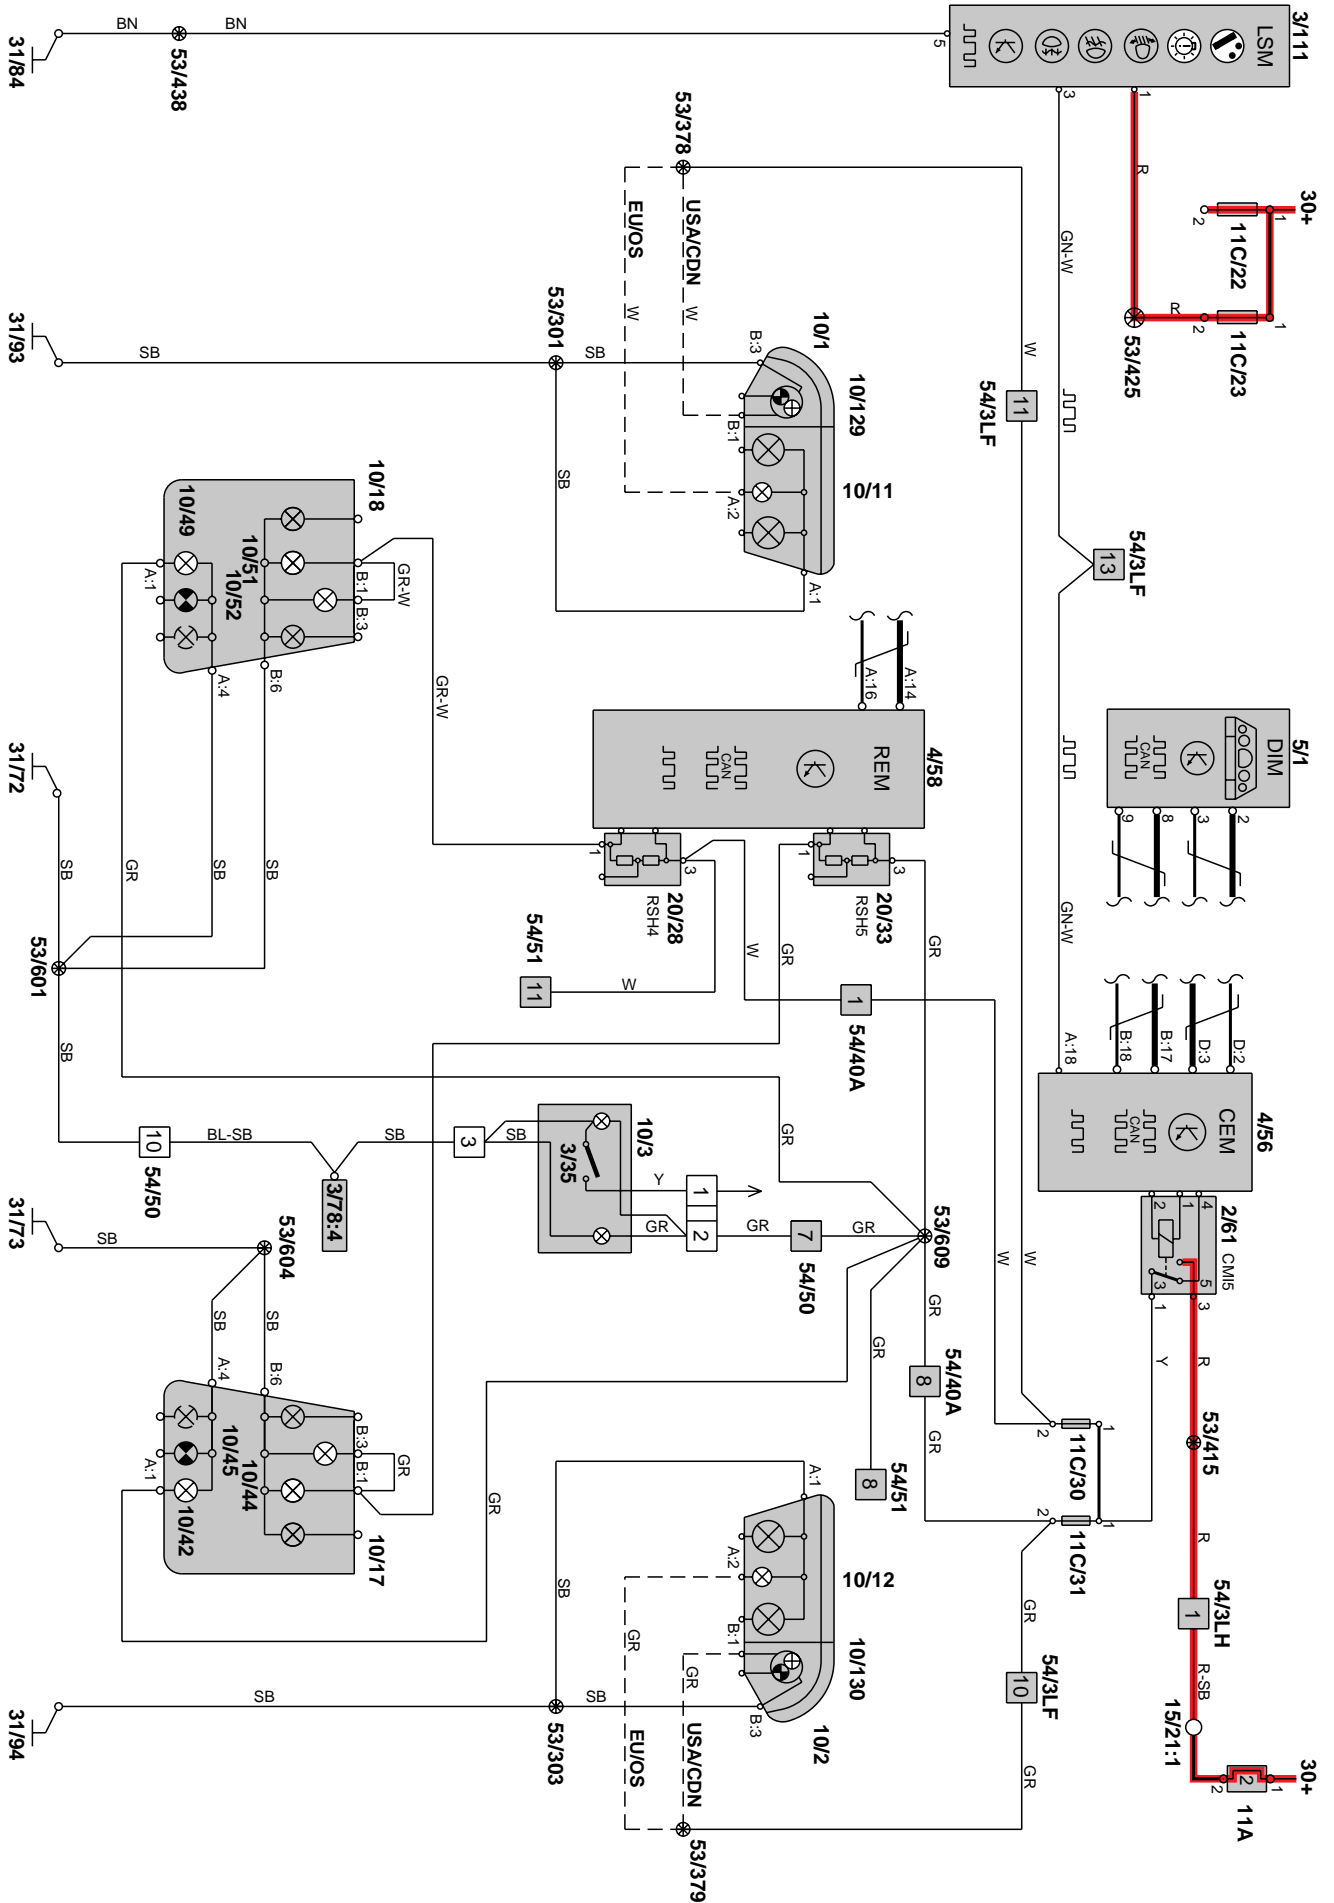 30+
11A
1
2
2
15/21:1
R-SB
54/3LH
1
R
53/415
R
3
5
4
1
2
3
1
2/61
CMI5
Y
4/56
CEM
CAN
D:2
D:3
B:17
B:18
A:18
5/1
DIM
CAN
2
3
8
9
GN-W
54/3LF
13
GN-W
30+
1
2
11C/22
1
2
11C/23
R
53/425
R
3/111
LSM
1
3
5
BN
53/438
BN
31/84
W
54/3LF
11
W
W
53/378
USA/CDN
W
EU/OS
W
10/1
10/129
10/11
B:3
B:1
A:2
A:1
SB
53/301
SB
SB
31/93
1
2
11C/30
1
2
11C/31
GR
54/3LF
10
GR
53/379
USA/CDN
GR
EU/OS
GR
10/2
10/130
10/12
A:1
A:2
B:1
B:3
SB
SB
53/303
SB
31/94
4/58
REM
CAN
A:14
A:16
20/33
RSH5
3
1
20/28
RSH4
3
1
GR
GR
W
W
54/40A
1
54/51
11
53/609
GR
GR
54/40A
8
GR
GR
54/51
8
GR
54/50
7
GR
GR
2
1
Y
10/3
3/35
SB
3
SB
3/78:4
BL-SB
10
54/50
SB
53/601
SB
31/72
10/18
10/49
10/51
10/52
B:1
B:3
B:6
A:1
A:4
GR-W
GR-W
SB
SB
GR
10/17
10/42
10/44
10/45
B:3
B:1
B:6
A:4
A:1
GR
GR
SB
SB
53/604
SB
31/73